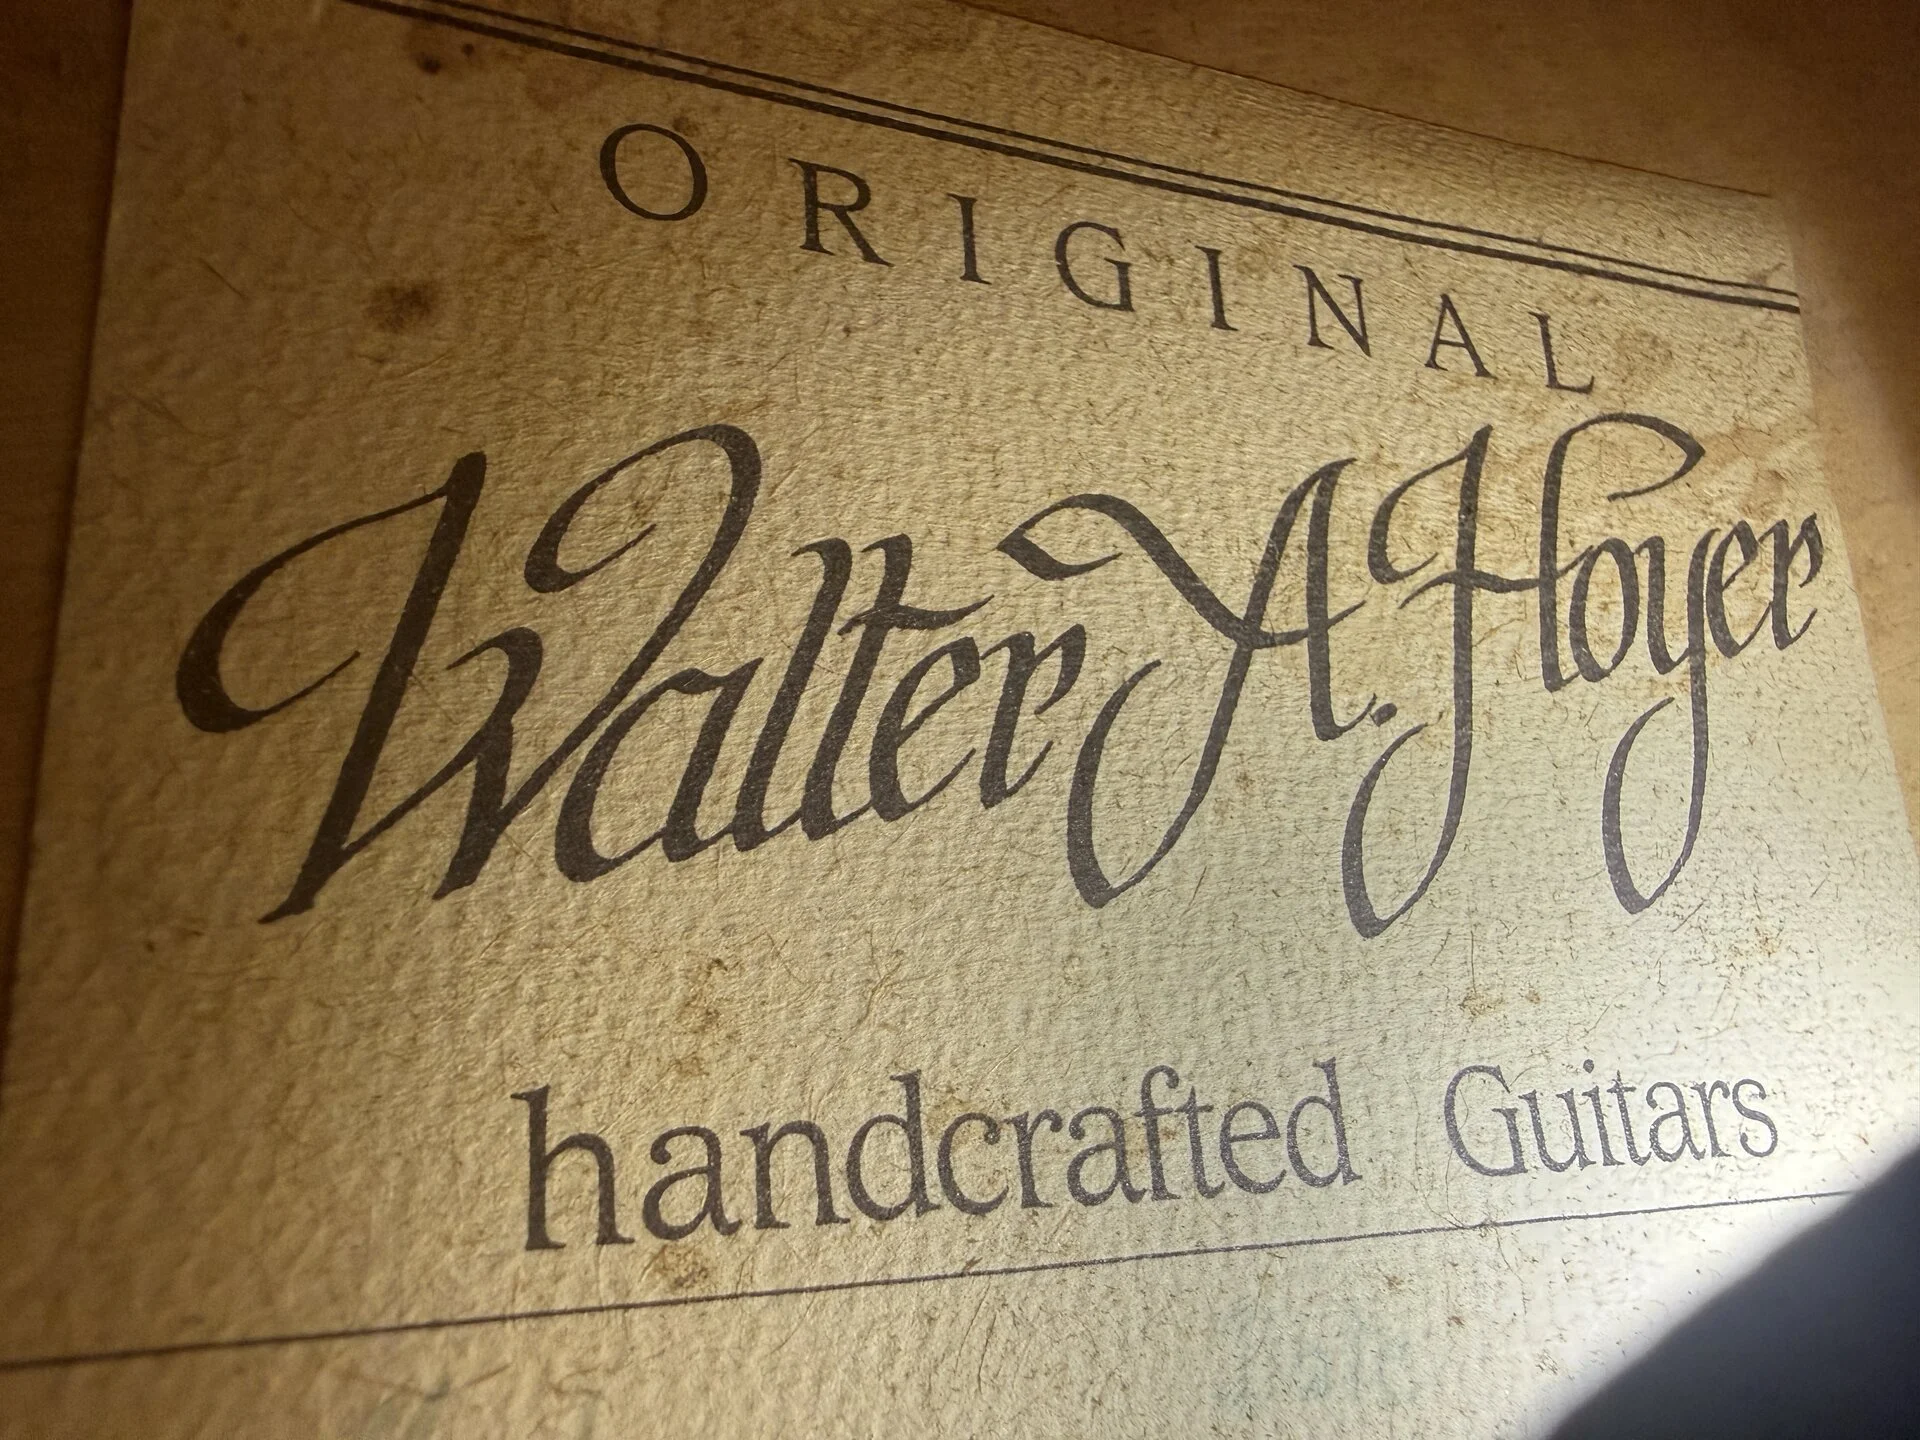 ORIGINAL
Walter A. Hoyer
handcrafted Guitars